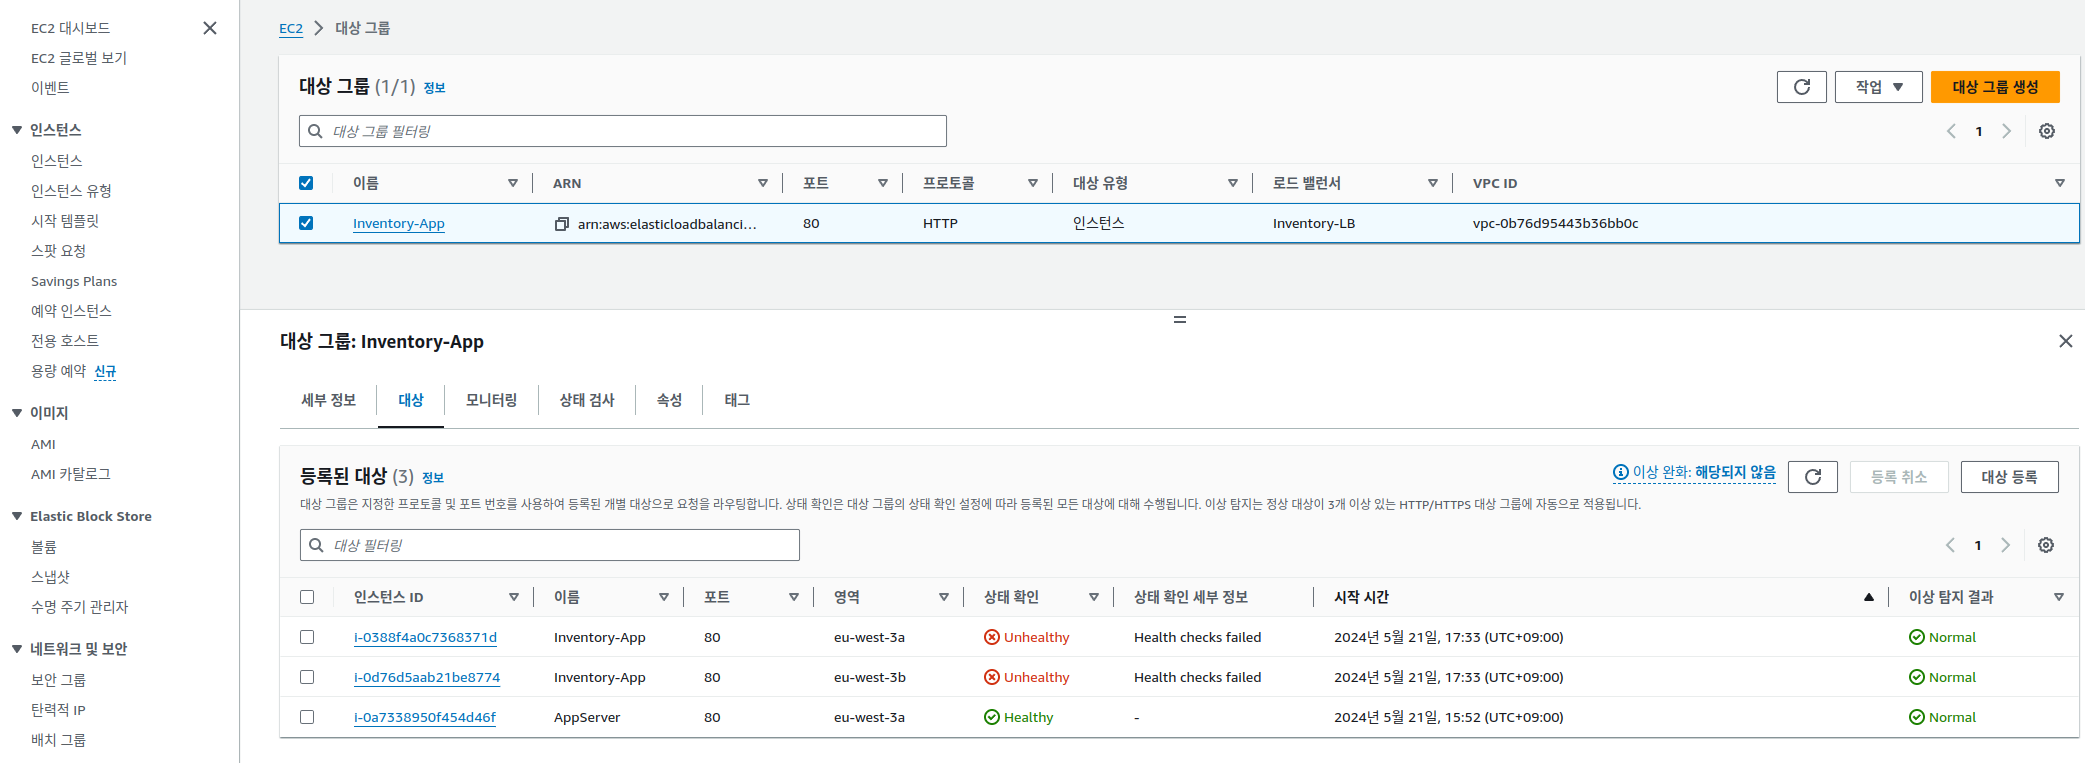 EC2 대시보드
EC2 글로벌 보기
이벤트
인스턴스
인스턴스
인스턴스 유형
시작 템플릿
스팟 요청
Savings Plans
예약 인스턴스
전용 호스트
용량 예약 신규
이미지
AMI
AMI 카탈로그
Elastic Block Store
볼륨
스냅샷
수명 주기 관리자
네트워크 및 보안
보안 그룹
탄력적 IP
배치 그룹
EC2 대상 그룹
대상 그룹 (1/1) 정보
작업
대상 그룹 생성
대상 그룹 필터링
1
이름 ARN 포트 프로토콜 대상 유형 로드 밸런서 VPC ID
Inventory-App arn:aws:elasticloadbalanci... 80 HTTP 인스턴스 Inventory-LB vpc-0b76d95443b36bb0c
대상 그룹: Inventory-App
세부 정보 대상 모니터링 상태 검사 속성 태그
등록된 대상 (3) 정보
이상 완화: 해당되지 않음
등록 취소
대상 등록
대상 그룹은 지정한 프로토콜 및 포트 번호를 사용하여 등록된 개별 대상으로 요청을 라우팅합니다. 상태 확인은 대상 그룹의 상태 확인 설정에 따라 등록된 모든 대상에 대해 수행됩니다. 이상 탐지는 정상 대상이 3개 이상 있는 HTTP/HTTPS 대상 그룹에 자동으로 적용됩니다.
대상 필터링
1
인스턴스 ID 이름 포트 영역 상태 확인 상태 확인 세부 정보 시작 시간 이상 탐지 결과
i-0388f4a0c7368371d Inventory-App 80 eu-west-3a Unhealthy Health checks failed 2024년 5월 21일, 17:33 (UTC+09:00) Normal
i-0d76d5aab21be8774 Inventory-App 80 eu-west-3b Unhealthy Health checks failed 2024년 5월 21일, 17:33 (UTC+09:00) Normal
i-0a7338950f454d46f AppServer 80 eu-west-3a Healthy - 2024년 5월 21일, 15:52 (UTC+09:00) Normal